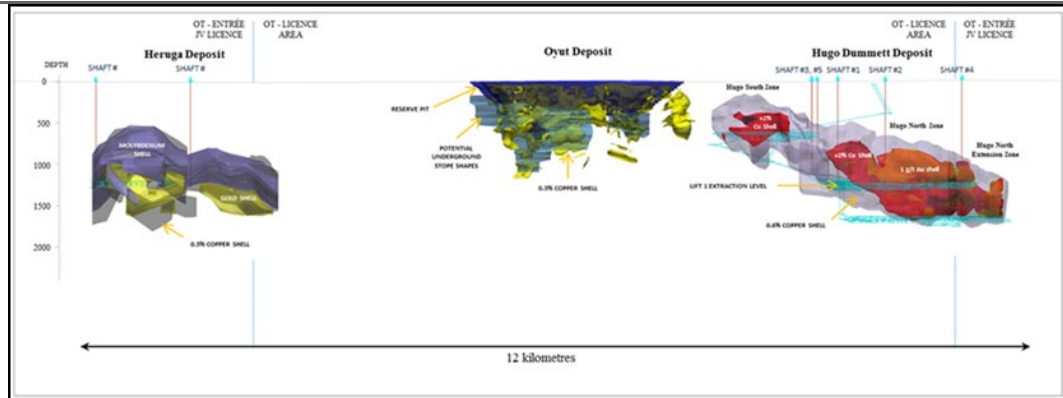 OT - ENTRÉE
JV LICENCE
OT - LICENCE
AREA
OT - LICENCE
AREA
OT - ENTRÉE
JV LICENCE
Heruga Deposit
Oyut Deposit
Hugo Dummett Deposit
DEPTH
SHAFT #
SHAFT #
SHAFT #3, #5
SHAFT #1
SHAFT #2
SHAFT #4
0
500
1000
1500
2000
MOLYBDENUM
SHELL
GOLD SHELL
0.3% COPPER SHELL
RESERVE PIT
POTENTIAL
UNDERGROUND
STOPE SHAPES
0.3% COPPER SHELL
Hugo South Zone
>2%
Cu Shell
Hugo North Zone
>2% Cu Shell
1 g/t Au shell
Hugo North
Extension Zone
LIFT 1 EXTRACTION LEVEL
0.6% COPPER SHELL
12 kilometres